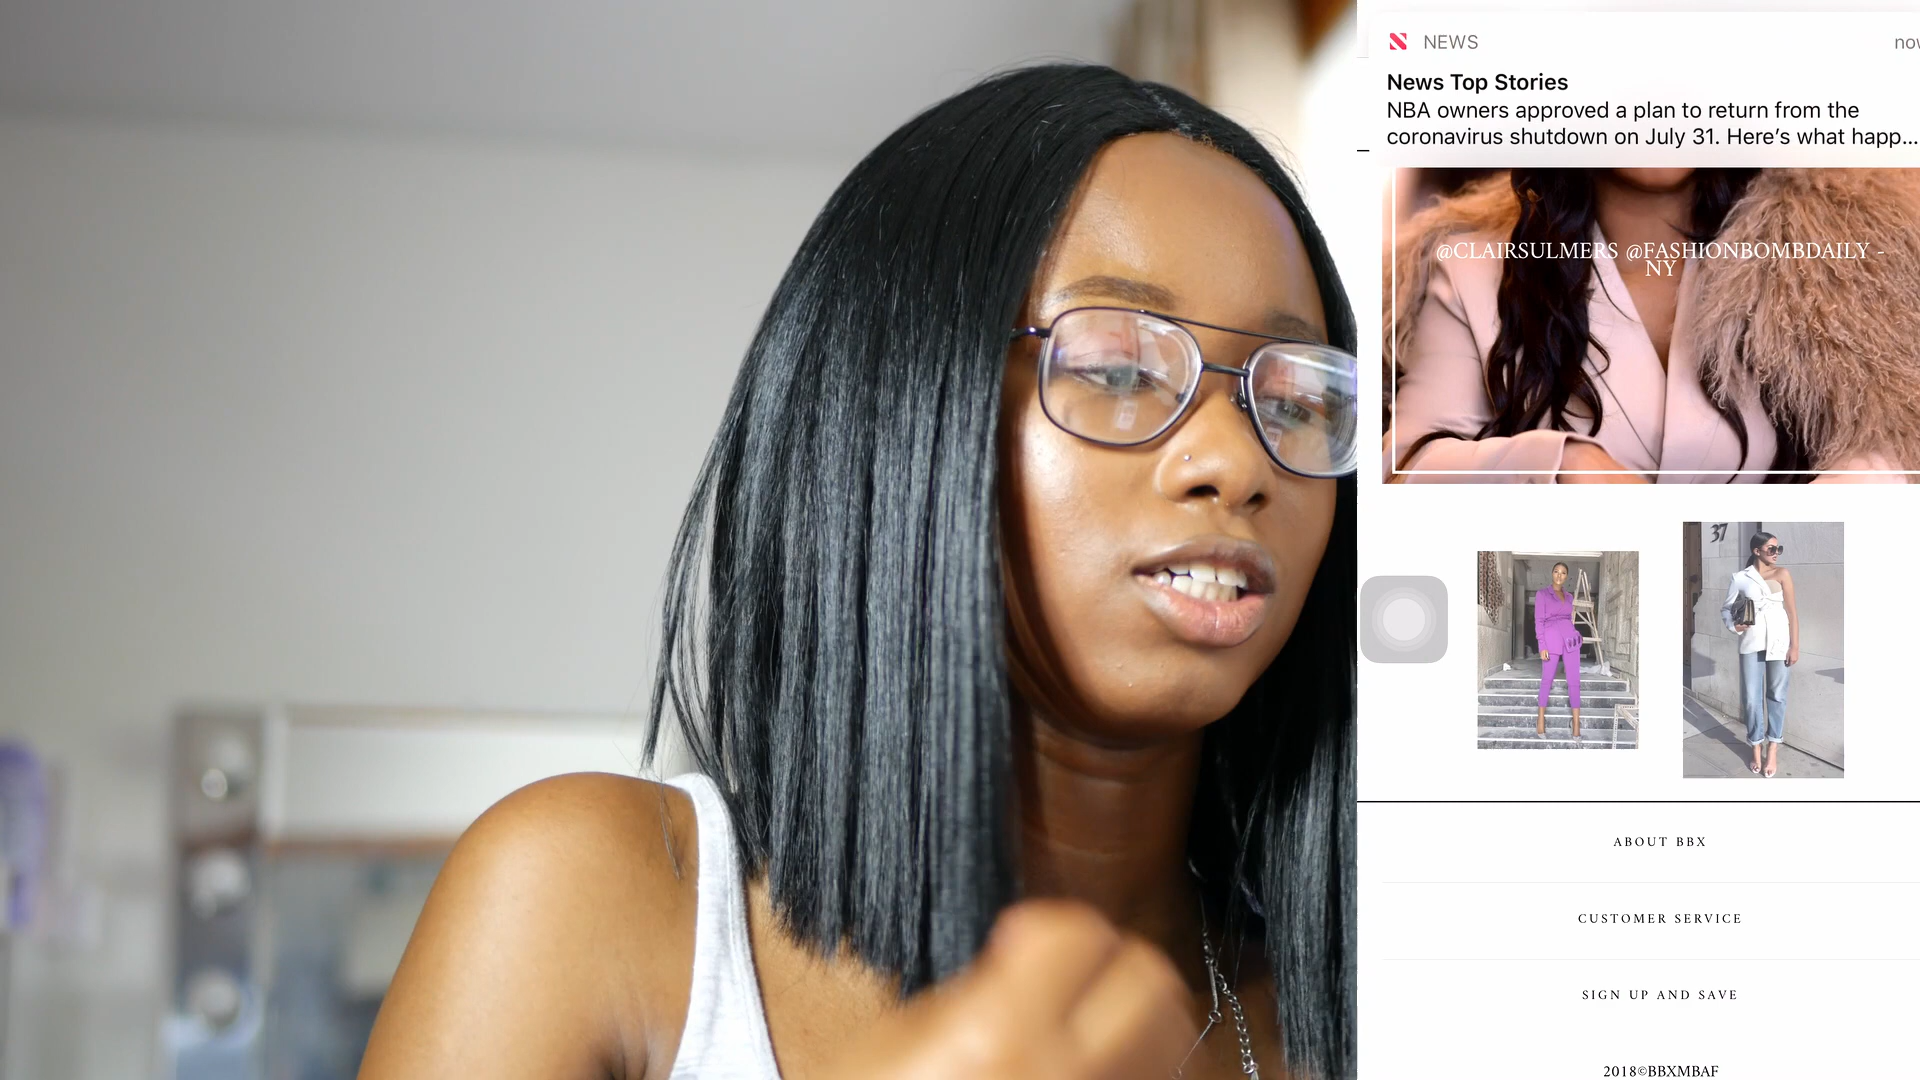 NEWS
now
News Top Stories
NBA owners approved a plan to return from the
coronavirus shutdown on July 31. Here’s what happ...
@CLAIRSULMERS @FASHIONBOMBDAILY -
NY
37
ABOUT BBX
CUSTOMER SERVICE
SIGN UP AND SAVE
2018©BBXMBAF